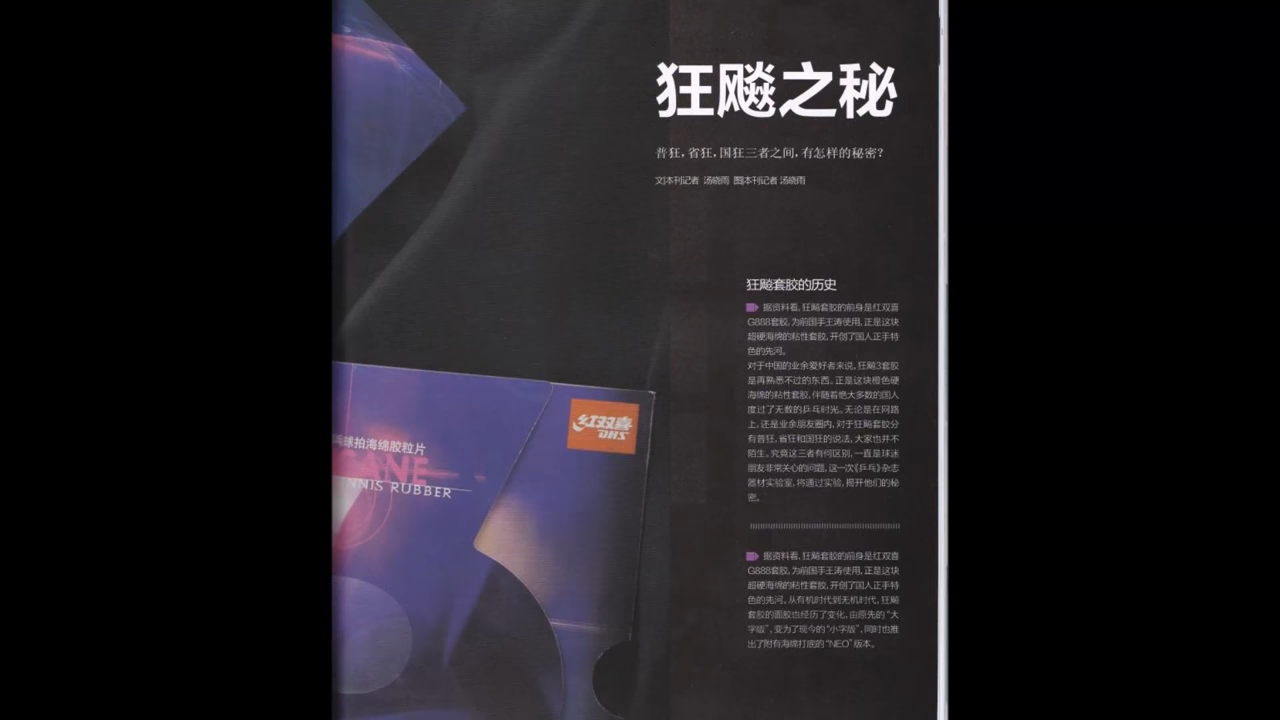 狂飚之秘
普狂，省狂，国狂三者之间，有怎样的秘密？
文|本刊记者 汤晓雨 图|本刊记者 汤晓雨
狂飚套胶的历史
据资料看，狂飚套胶的前身是红双喜
G888套胶，为前国手王涛使用，正是这块
超硬海绵的粘性套胶，开创了国人正手特
色的先河。
对于中国的业余爱好者来说，狂飚3套胶
是再熟悉不过的东西，正是这块橙色硬
海绵的粘性套胶，伴随着绝大多数的国人
度过了无数的乒乓时光。无论是在网路
上，还是业余朋友圈内，对于狂飚套胶分
有普狂，省狂和国狂的说法，大家也并不
陌生。究竟这三者有何区别，一直是球迷
朋友非常关心的问题，这一次《乒乓》杂志
器材实验室，将通过实验，揭开他们的秘
密。
据资料看，狂飚套胶的前身是红双喜
G888套胶，为前国手王涛使用，正是这块
超硬海绵的粘性套胶，开创了国人正手特
色的先河。从有机时代到无机时代，狂飚
套胶的面胶也经历了变化，由原先的“大
字版”，变为了现今的“小字版”，同时也推
出了附有海绵打底的“NEO”版本。
红双喜
DHS
球拍海绵胶粒片
ANE
NNIS RUBBER